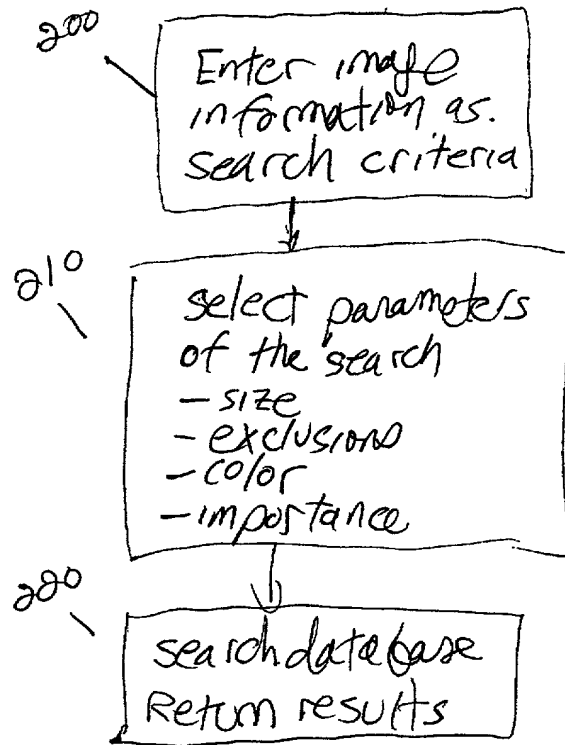 200
Enter image
information as.
search criteria
210
select parameters
of the search
- size
- exclusions
- color
- importance
220
search database
Return results